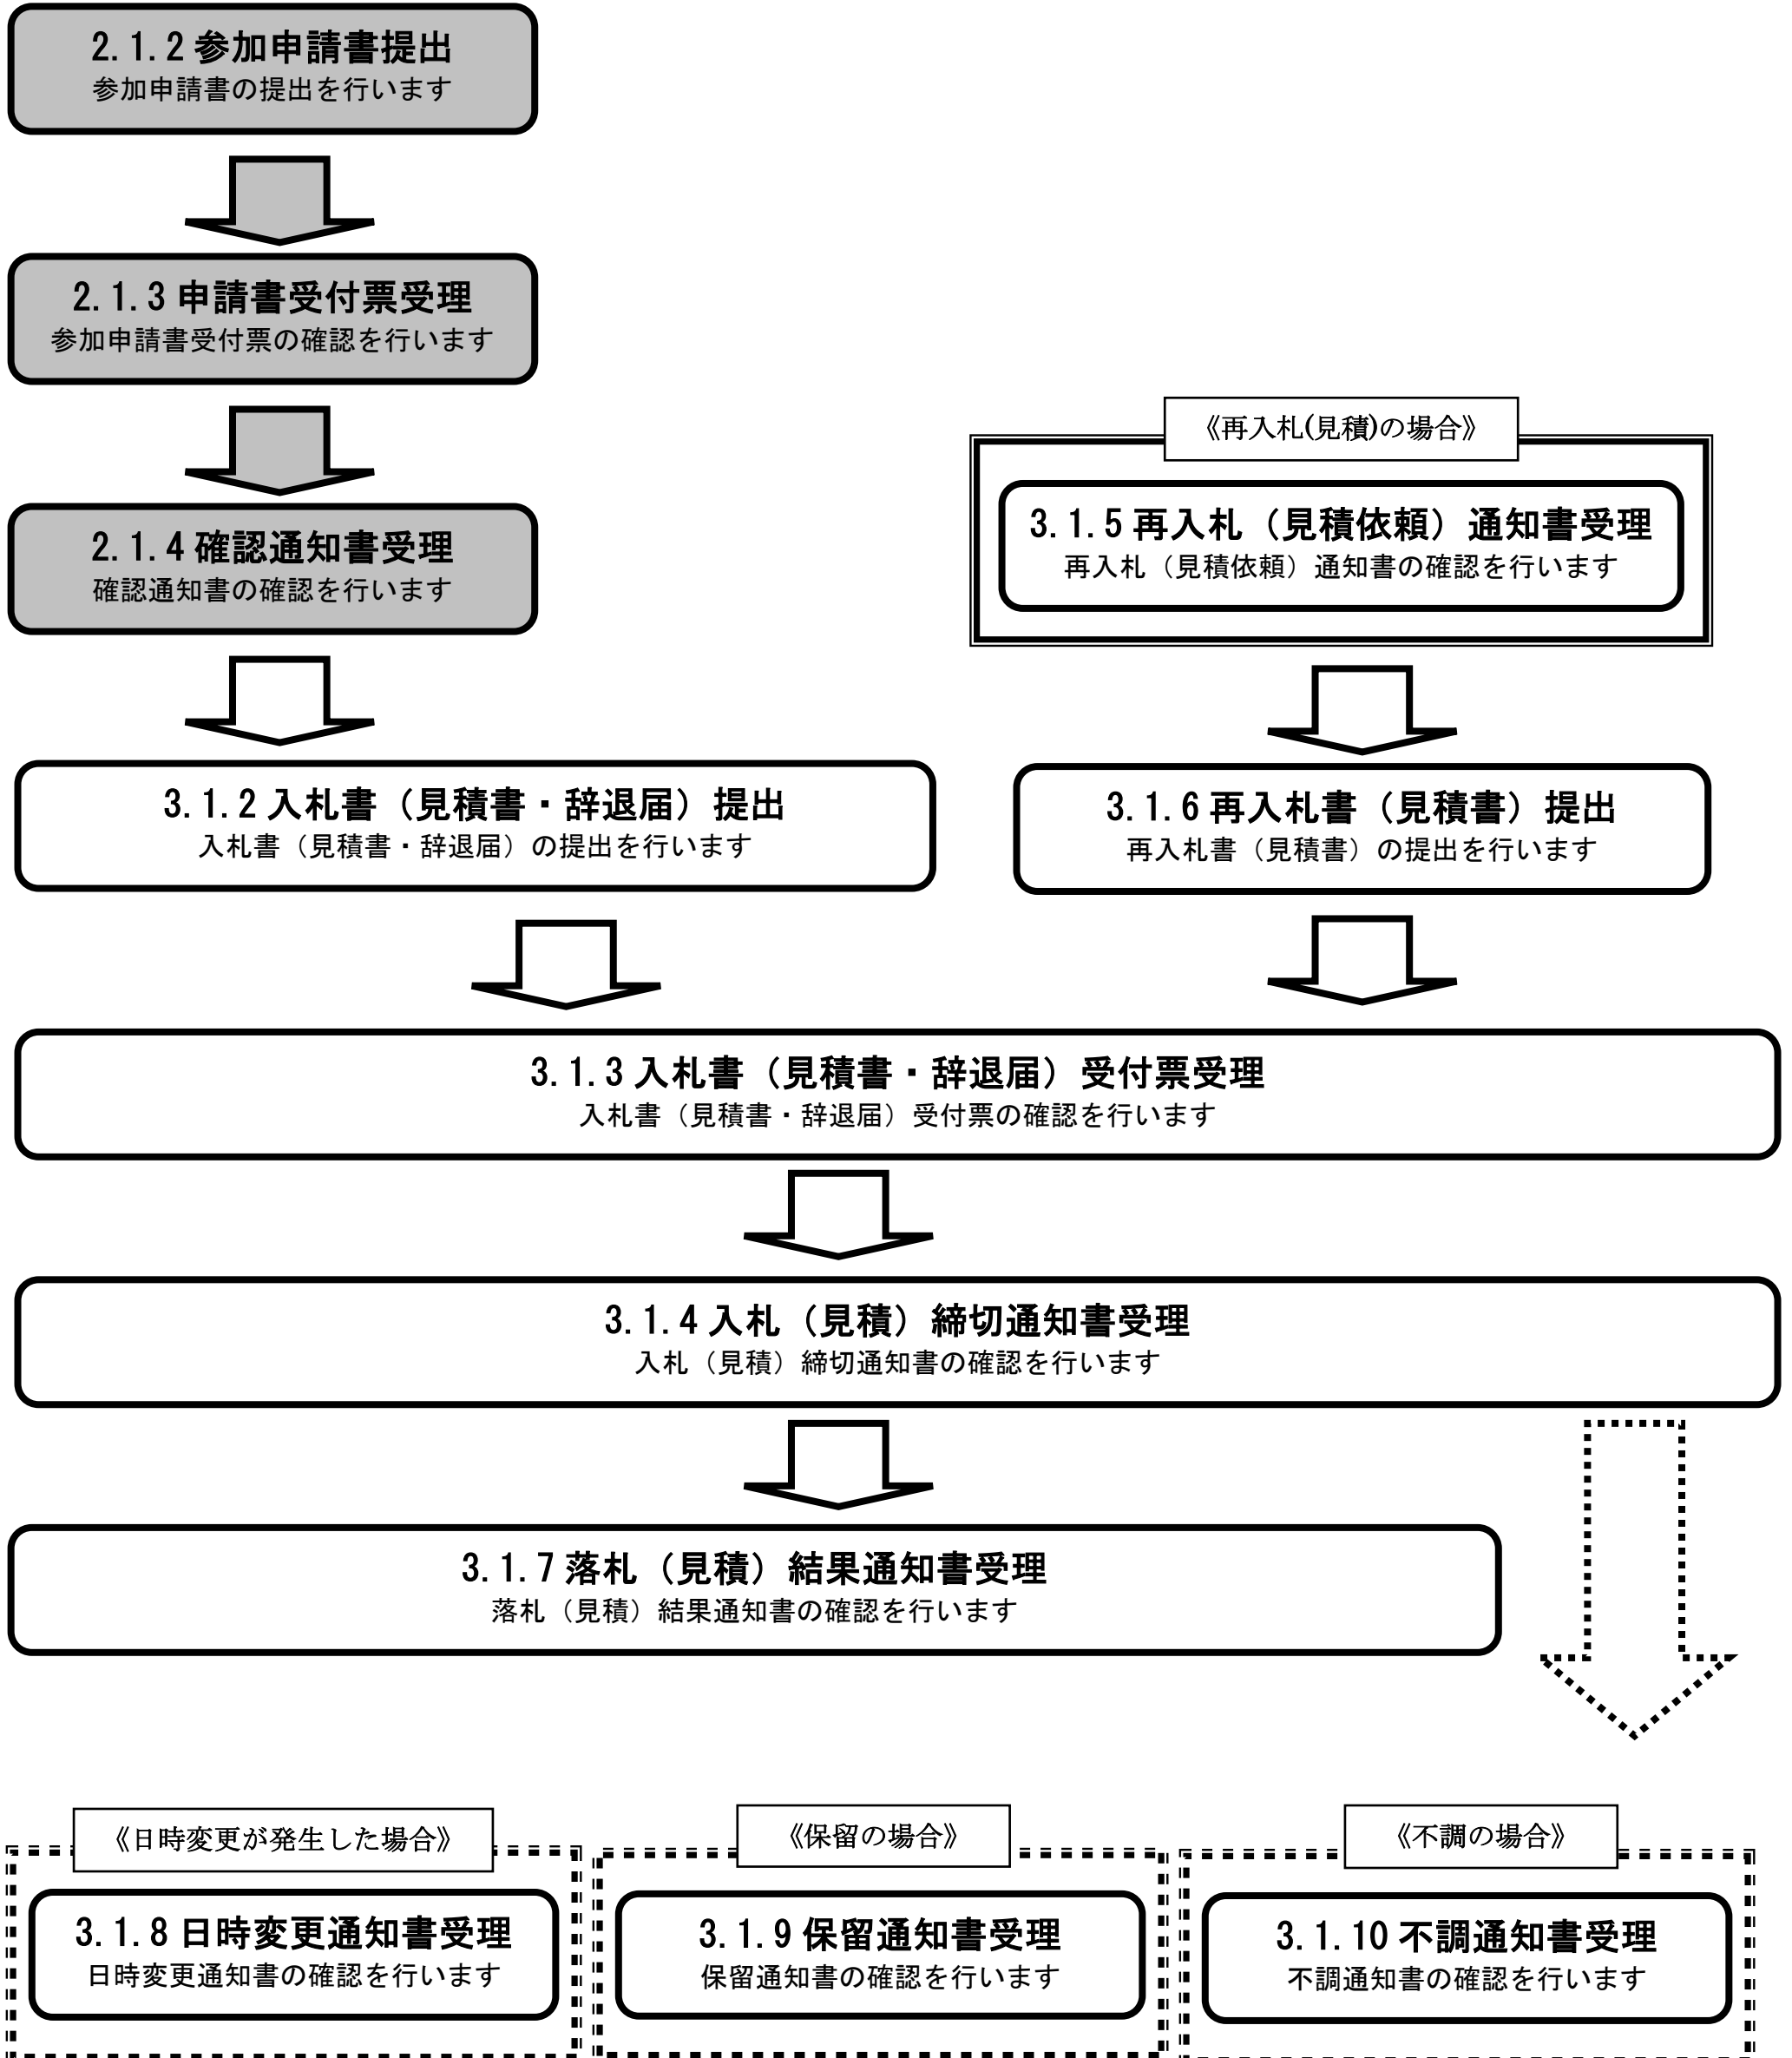 2.1.2 参加申請書提出
参加申請書の提出を行います
2.1.3 申請書受付票受理
参加申請書受付票の確認を行います
2.1.4 確認通知書受理
確認通知書の確認を行います
《再入札(見積)の場合》
3.1.5 再入札（見積依頼）通知書受理
再入札（見積依頼）通知書の確認を行います
3.1.2 入札書（見積書・辞退届）提出
入札書（見積書・辞退届）の提出を行います
3.1.6 再入札書（見積書）提出
再入札書（見積書）の提出を行います
3.1.3 入札書（見積書・辞退届）受付票受理
入札書（見積書・辞退届）受付票の確認を行います
3.1.4 入札（見積）締切通知書受理
入札（見積）締切通知書の確認を行います
3.1.7 落札（見積）結果通知書受理
落札（見積）結果通知書の確認を行います
《日時変更が発生した場合》
3.1.8 日時変更通知書受理
日時変更通知書の確認を行います
《保留の場合》
3.1.9 保留通知書受理
保留通知書の確認を行います
《不調の場合》
3.1.10 不調通知書受理
不調通知書の確認を行います